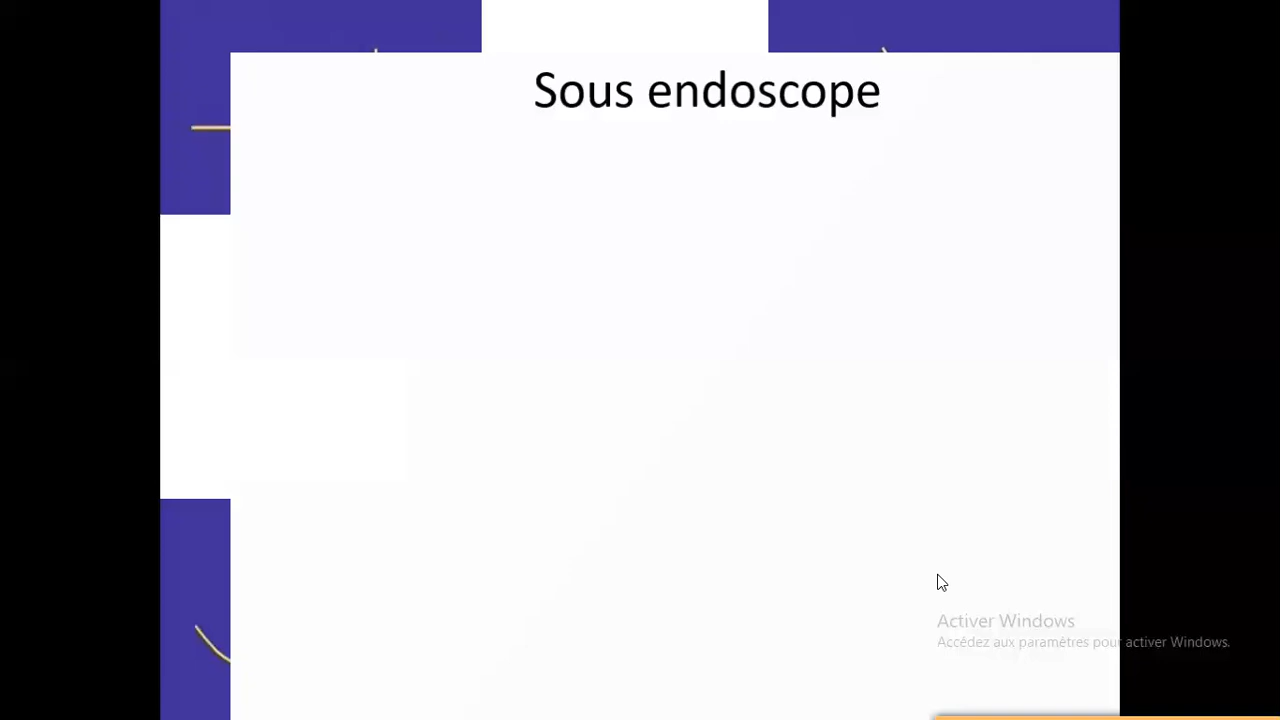 Sous endoscope
Activer Windows
Accédez aux paramètres pour activer Windows.